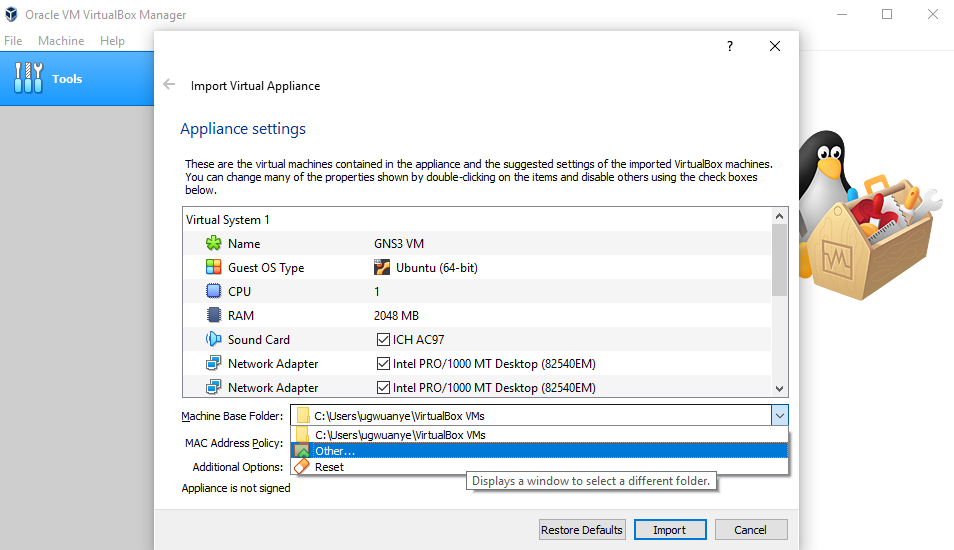 Oracle VM VirtualBox Manager
File Machine Help
Tools
?
Import Virtual Appliance
Appliance settings
These are the virtual machines contained in the appliance and the suggested settings of the imported VirtualBox machines.
You can change many of the properties shown by double-clicking on the items and disable others using the check boxes
below.
Virtual System 1
Name GNS3 VM
Guest OS Type Ubuntu (64-bit)
CPU 1
RAM 2048 MB
Sound Card ICH AC97
Network Adapter Intel PRO/1000 MT Desktop (82540EM)
Network Adapter Intel PRO/1000 MT Desktop (82540EM)
Machine Base Folder: C:\Users\ugwuanye\VirtualBox VMs
C:\Users\ugwuanye\VirtualBox VMs
MAC Address Policy:
Other...
Additional Options: Reset
Displays a window to select a different folder.
Appliance is not signed
Restore Defaults Import Cancel